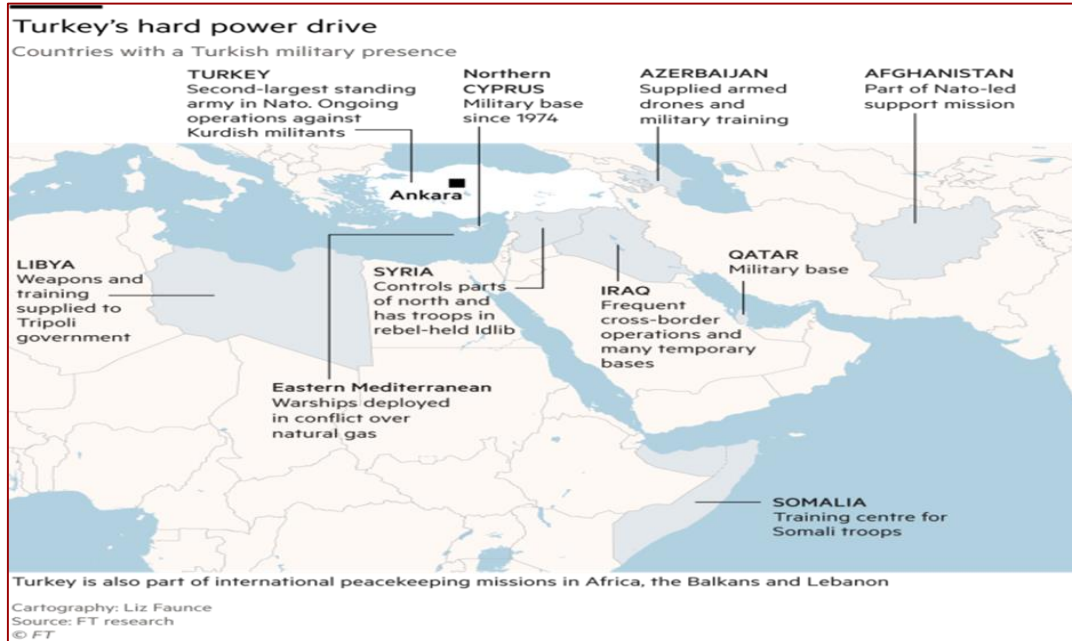 Turkey's hard power drive
Countries with a Turkish military presence
TURKEY
Second-largest standing
army in Nato. Ongoing
operations against
Kurdish militants
Northern
CYPRUS
Military base
since 1974
AZERBAIJAN
Supplied armed
drones and
military training
AFGHANISTAN
Part of Nato-led
support mission
Ankara
LIBYA
Weapons and
training
supplied to
Tripoli
government
SYRIA
Controls parts
of north and
has troops in
rebel-held Idlib
IRAQ
Frequent
cross-border
operations and
many temporary
bases
QATAR
Military base
Eastern Mediterranean
Warships deployed
in conflict over
natural gas
SOMALIA
Training centre for
Somali troops
Turkey is also part of international peacekeeping missions in Africa, the Balkans and Lebanon
Cartography: Liz Faunce
Source: FT research
© FT